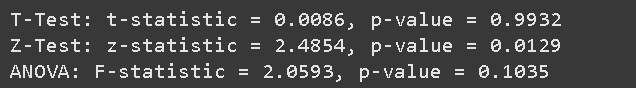 T-Test: t-statistic = 0.0086, p-value = 0.9932
Z-Test: z-statistic = 2.4854, p-value = 0.0129
ANOVA: F-statistic = 2.0593, p-value = 0.1035